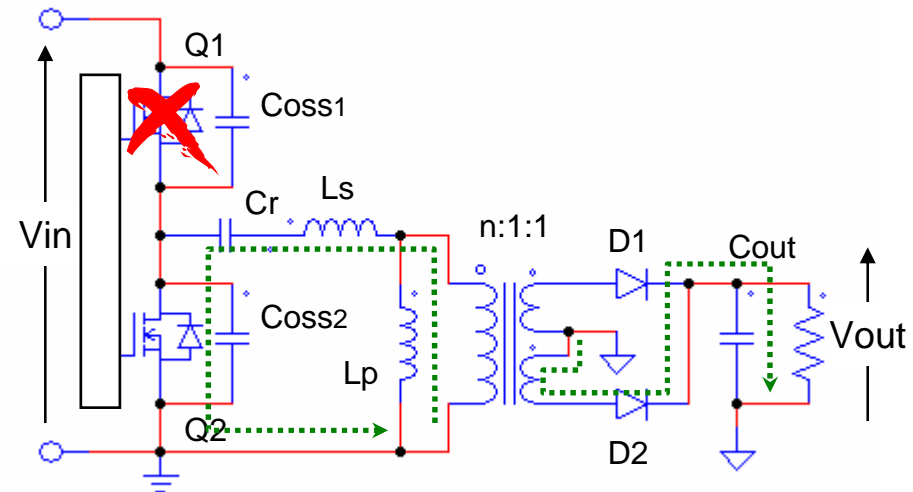 Q1
Coss1
Cr
Ls
n:1:1
D1
Cout
Vin
Coss2
Lp
Vout
Q2
D2